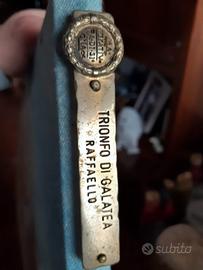 TRIONFO DI GALATEA
RAFFAELLO
subito